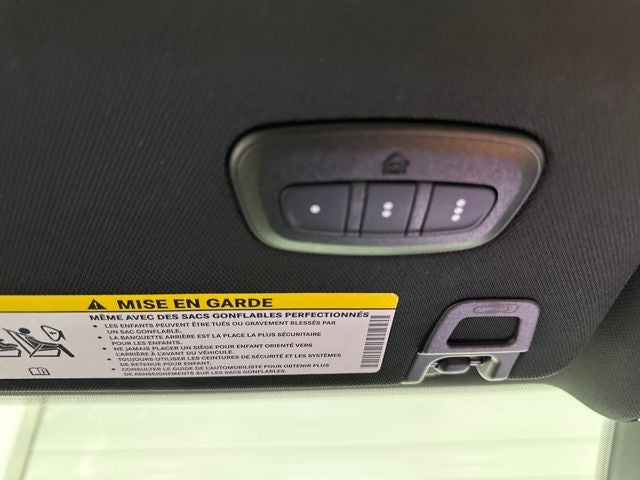 MISE EN GARDE
MÊME AVEC DES SACS GONFLABLES PERFECTIONNÉS
• LES ENFANTS PEUVENT ÊTRE TUÉS OU GRAVEMENT BLESSÉS PAR
UN SAC GONFLABLE.
• LA BANQUETTE ARRIÈRE EST LA PLACE LA PLUS SÉCURITAIRE
POUR LES ENFANTS.
• NE JAMAIS PLACER UN SIÈGE POUR ENFANT ORIENTÉ VERS
L'ARRIÈRE À L'AVANT DU VÉHICULE.
• TOUJOURS UTILISER LES CEINTURES DE SÉCURITÉ ET LES SYSTÈMES
DE RETENUE POUR ENFANT.
• CONSULTER LE GUIDE DE L'AUTOMOBILISTE POUR OBTENIR PLUS
DE RENSEIGNEMENTS SUR LES SACS GONFLABLES.